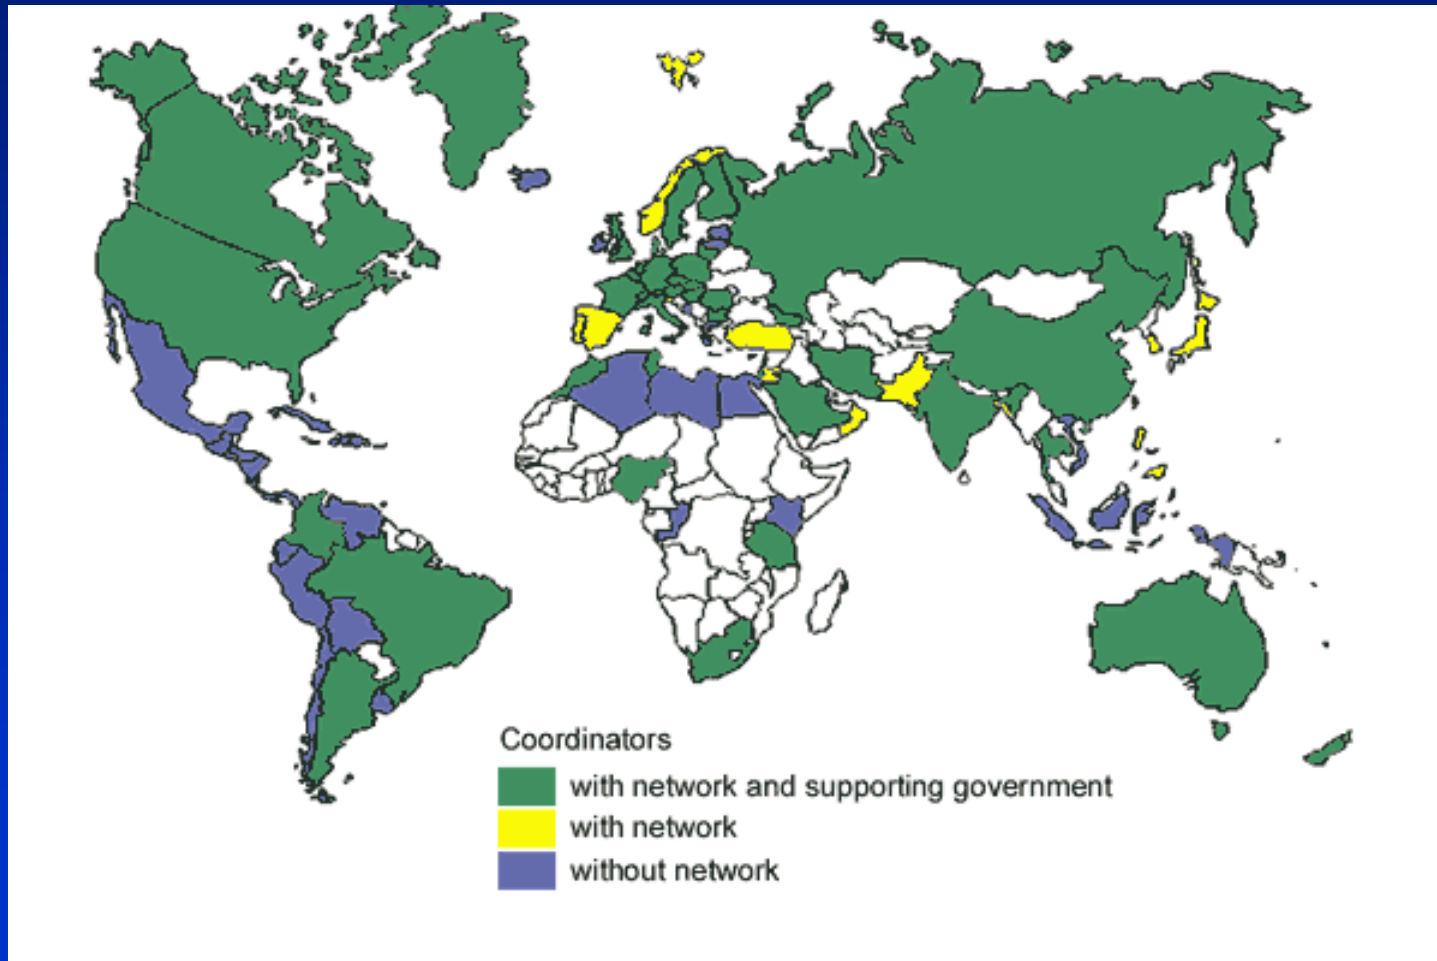 Coordinators
with network and supporting government
with network
without network